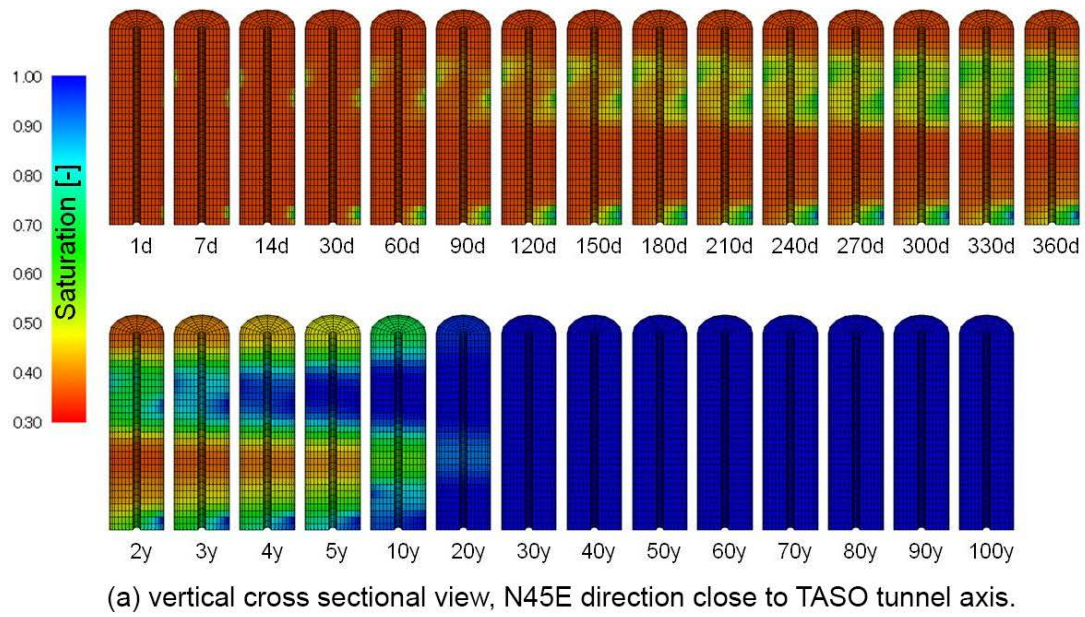 1.00
0.90
0.80
0.70
0.60
0.50
0.40
0.30
Saturation [-]
1d 7d 14d 30d 60d 90d 120d 150d 180d 210d 240d 270d 300d 330d 360d
2y 3y 4y 5y 10y 20y 30y 40y 50y 60y 70y 80y 90y 100y
(a) vertical cross sectional view, N45E direction close to TASO tunnel axis.